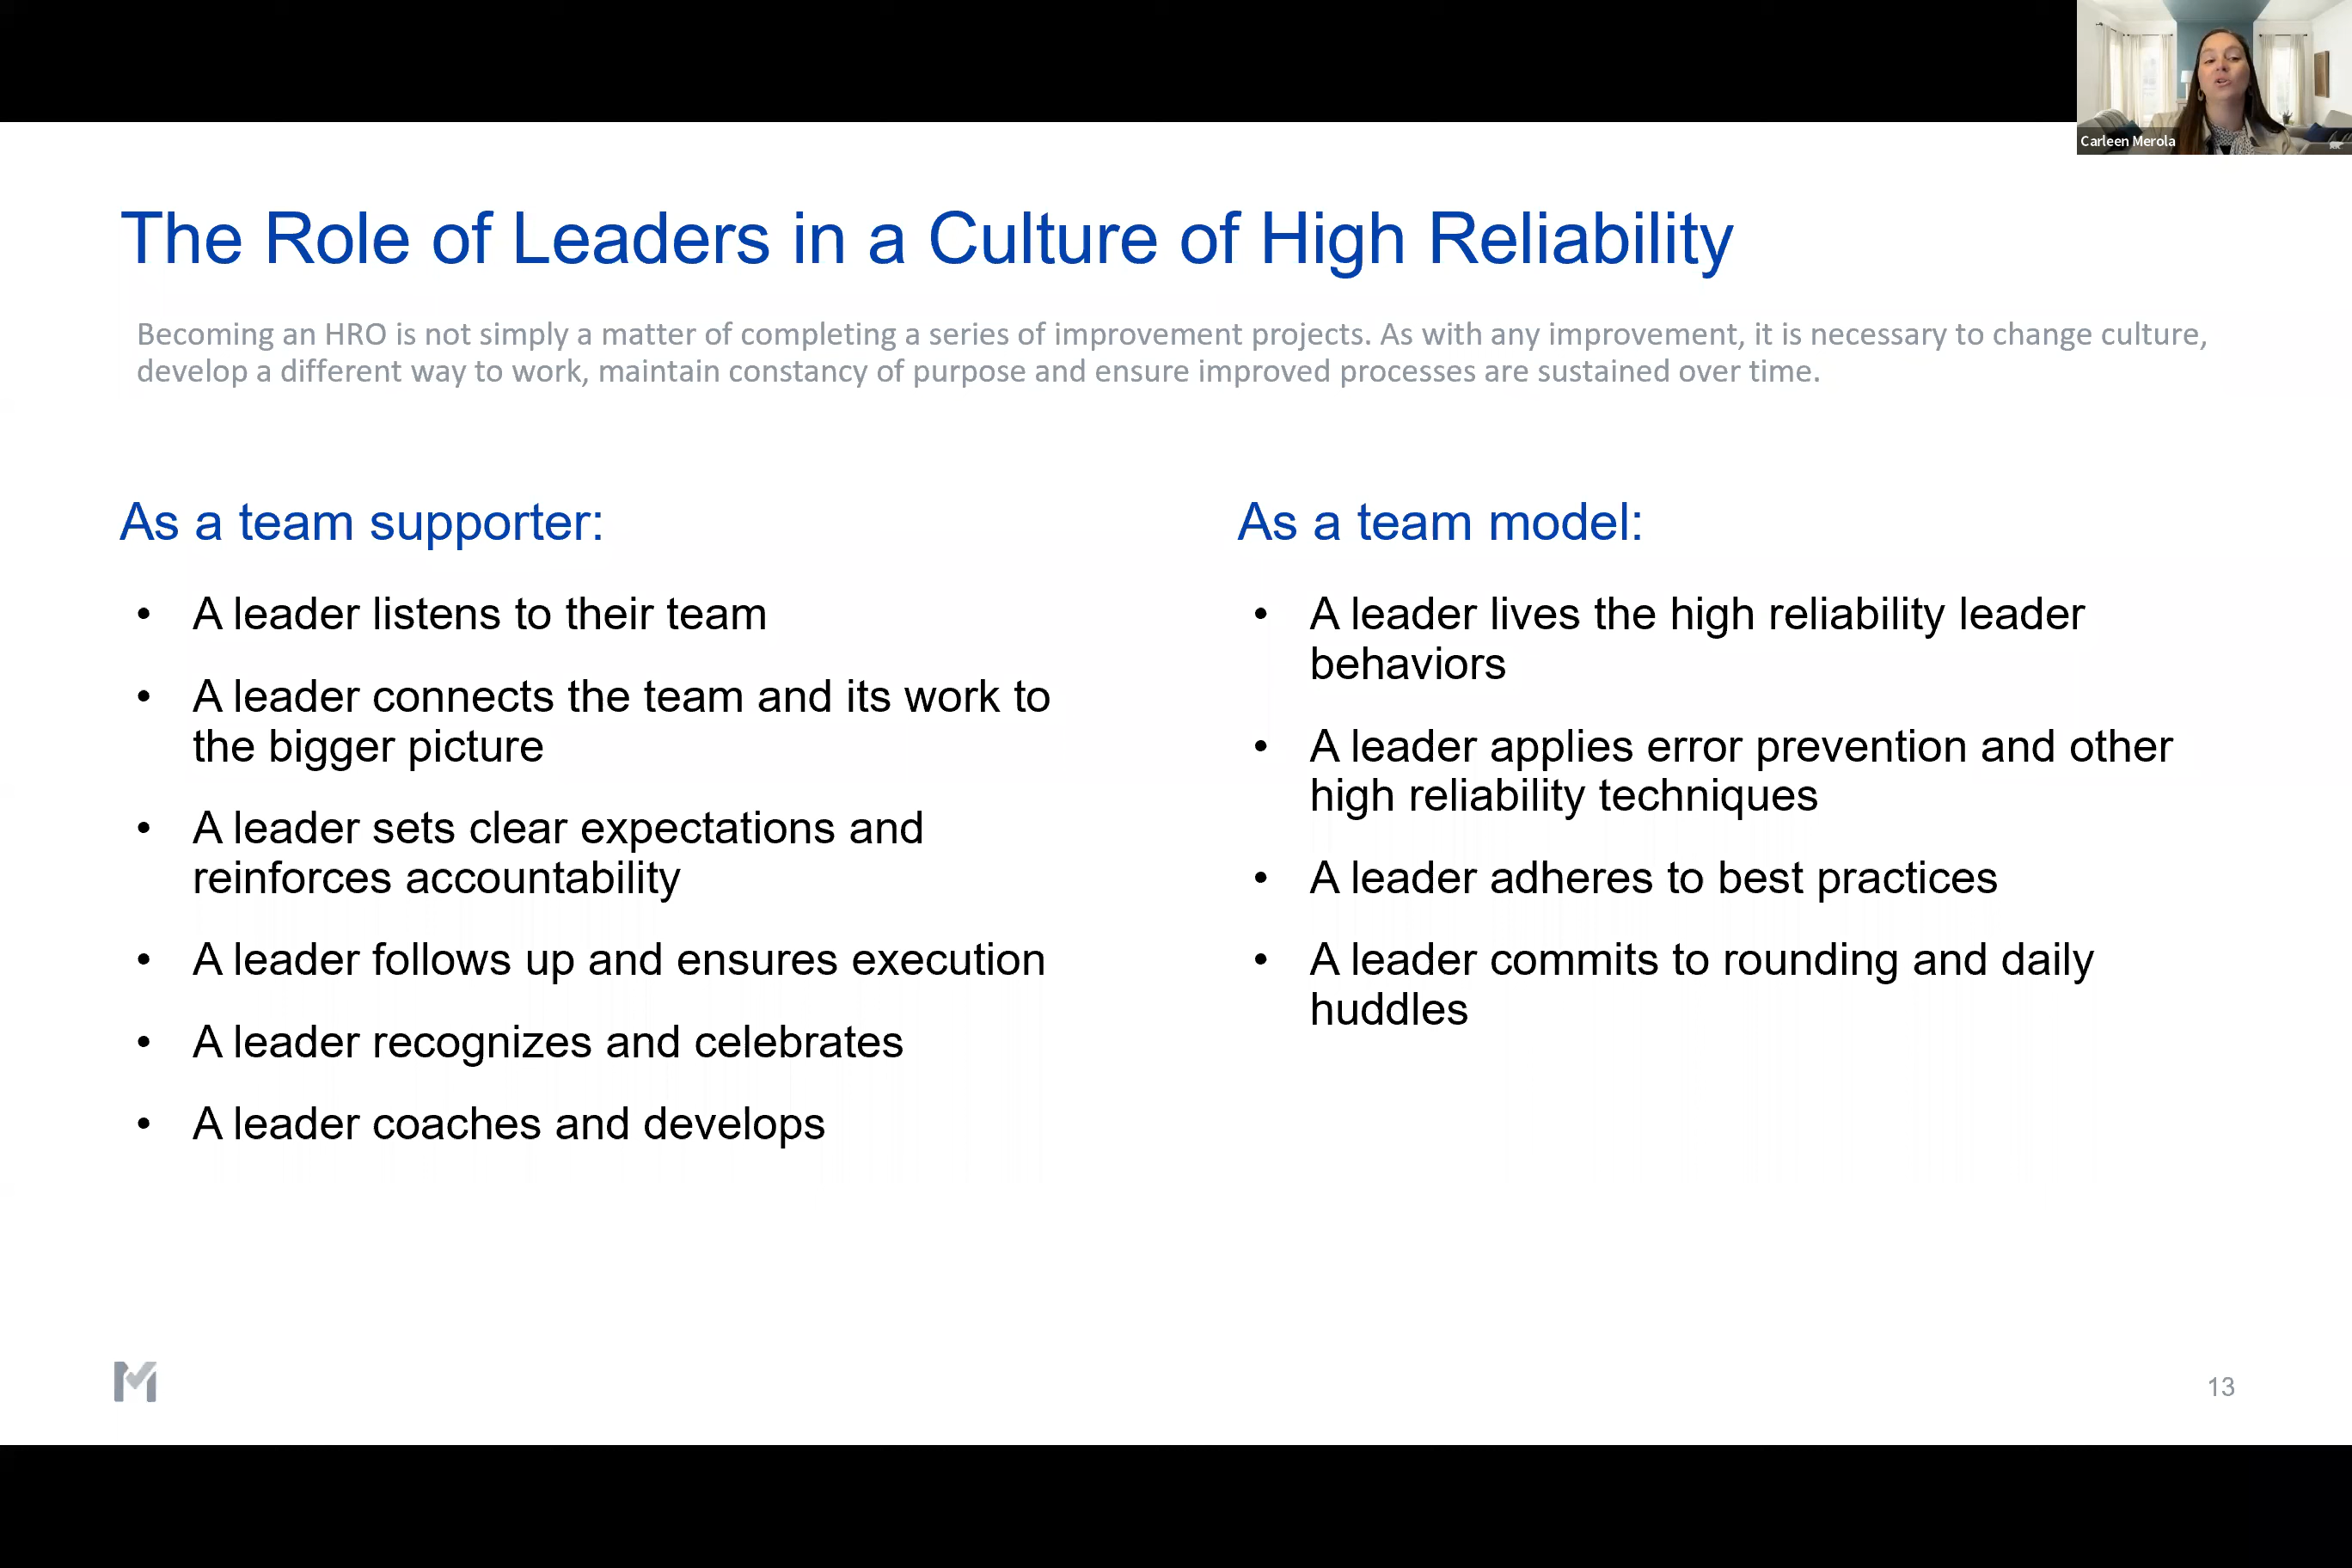 Carleen Merola
The Role of Leaders in a Culture of High Reliability
Becoming an HRO is not simply a matter of completing a series of improvement projects. As with any improvement, it is necessary to change culture,
develop a different way to work, maintain constancy of purpose and ensure improved processes are sustained over time.
As a team supporter:
• A leader listens to their team
• A leader connects the team and its work to
the bigger picture
• A leader sets clear expectations and
reinforces accountability
• A leader follows up and ensures execution
• A leader recognizes and celebrates
• A leader coaches and develops
As a team model:
• A leader lives the high reliability leader
behaviors
• A leader applies error prevention and other
high reliability techniques
• A leader adheres to best practices
• A leader commits to rounding and daily
huddles
13